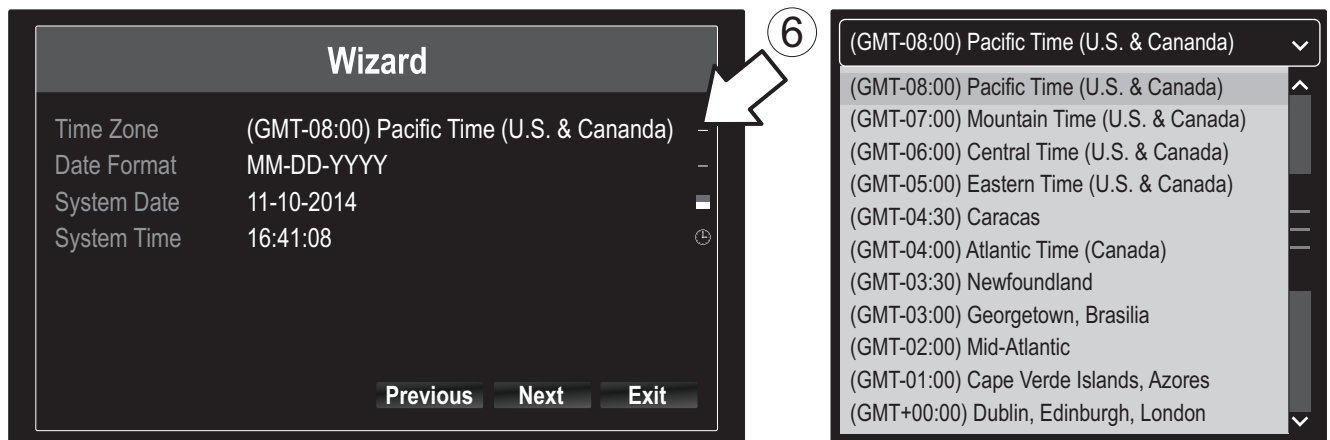 Wizard
Time Zone (GMT-08:00) Pacific Time (U.S. & Cananda)
Date Format MM-DD-YYYY
System Date 11-10-2014
System Time 16:41:08
Previous Next Exit
6
(GMT-08:00) Pacific Time (U.S. & Cananda)
(GMT-08:00) Pacific Time (U.S. & Canada)
(GMT-07:00) Mountain Time (U.S. & Canada)
(GMT-06:00) Central Time (U.S. & Canada)
(GMT-05:00) Eastern Time (U.S. & Canada)
(GMT-04:30) Caracas
(GMT-04:00) Atlantic Time (Canada)
(GMT-03:30) Newfoundland
(GMT-03:00) Georgetown, Brasilia
(GMT-02:00) Mid-Atlantic
(GMT-01:00) Cape Verde Islands, Azores
(GMT+00:00) Dublin, Edinburgh, London